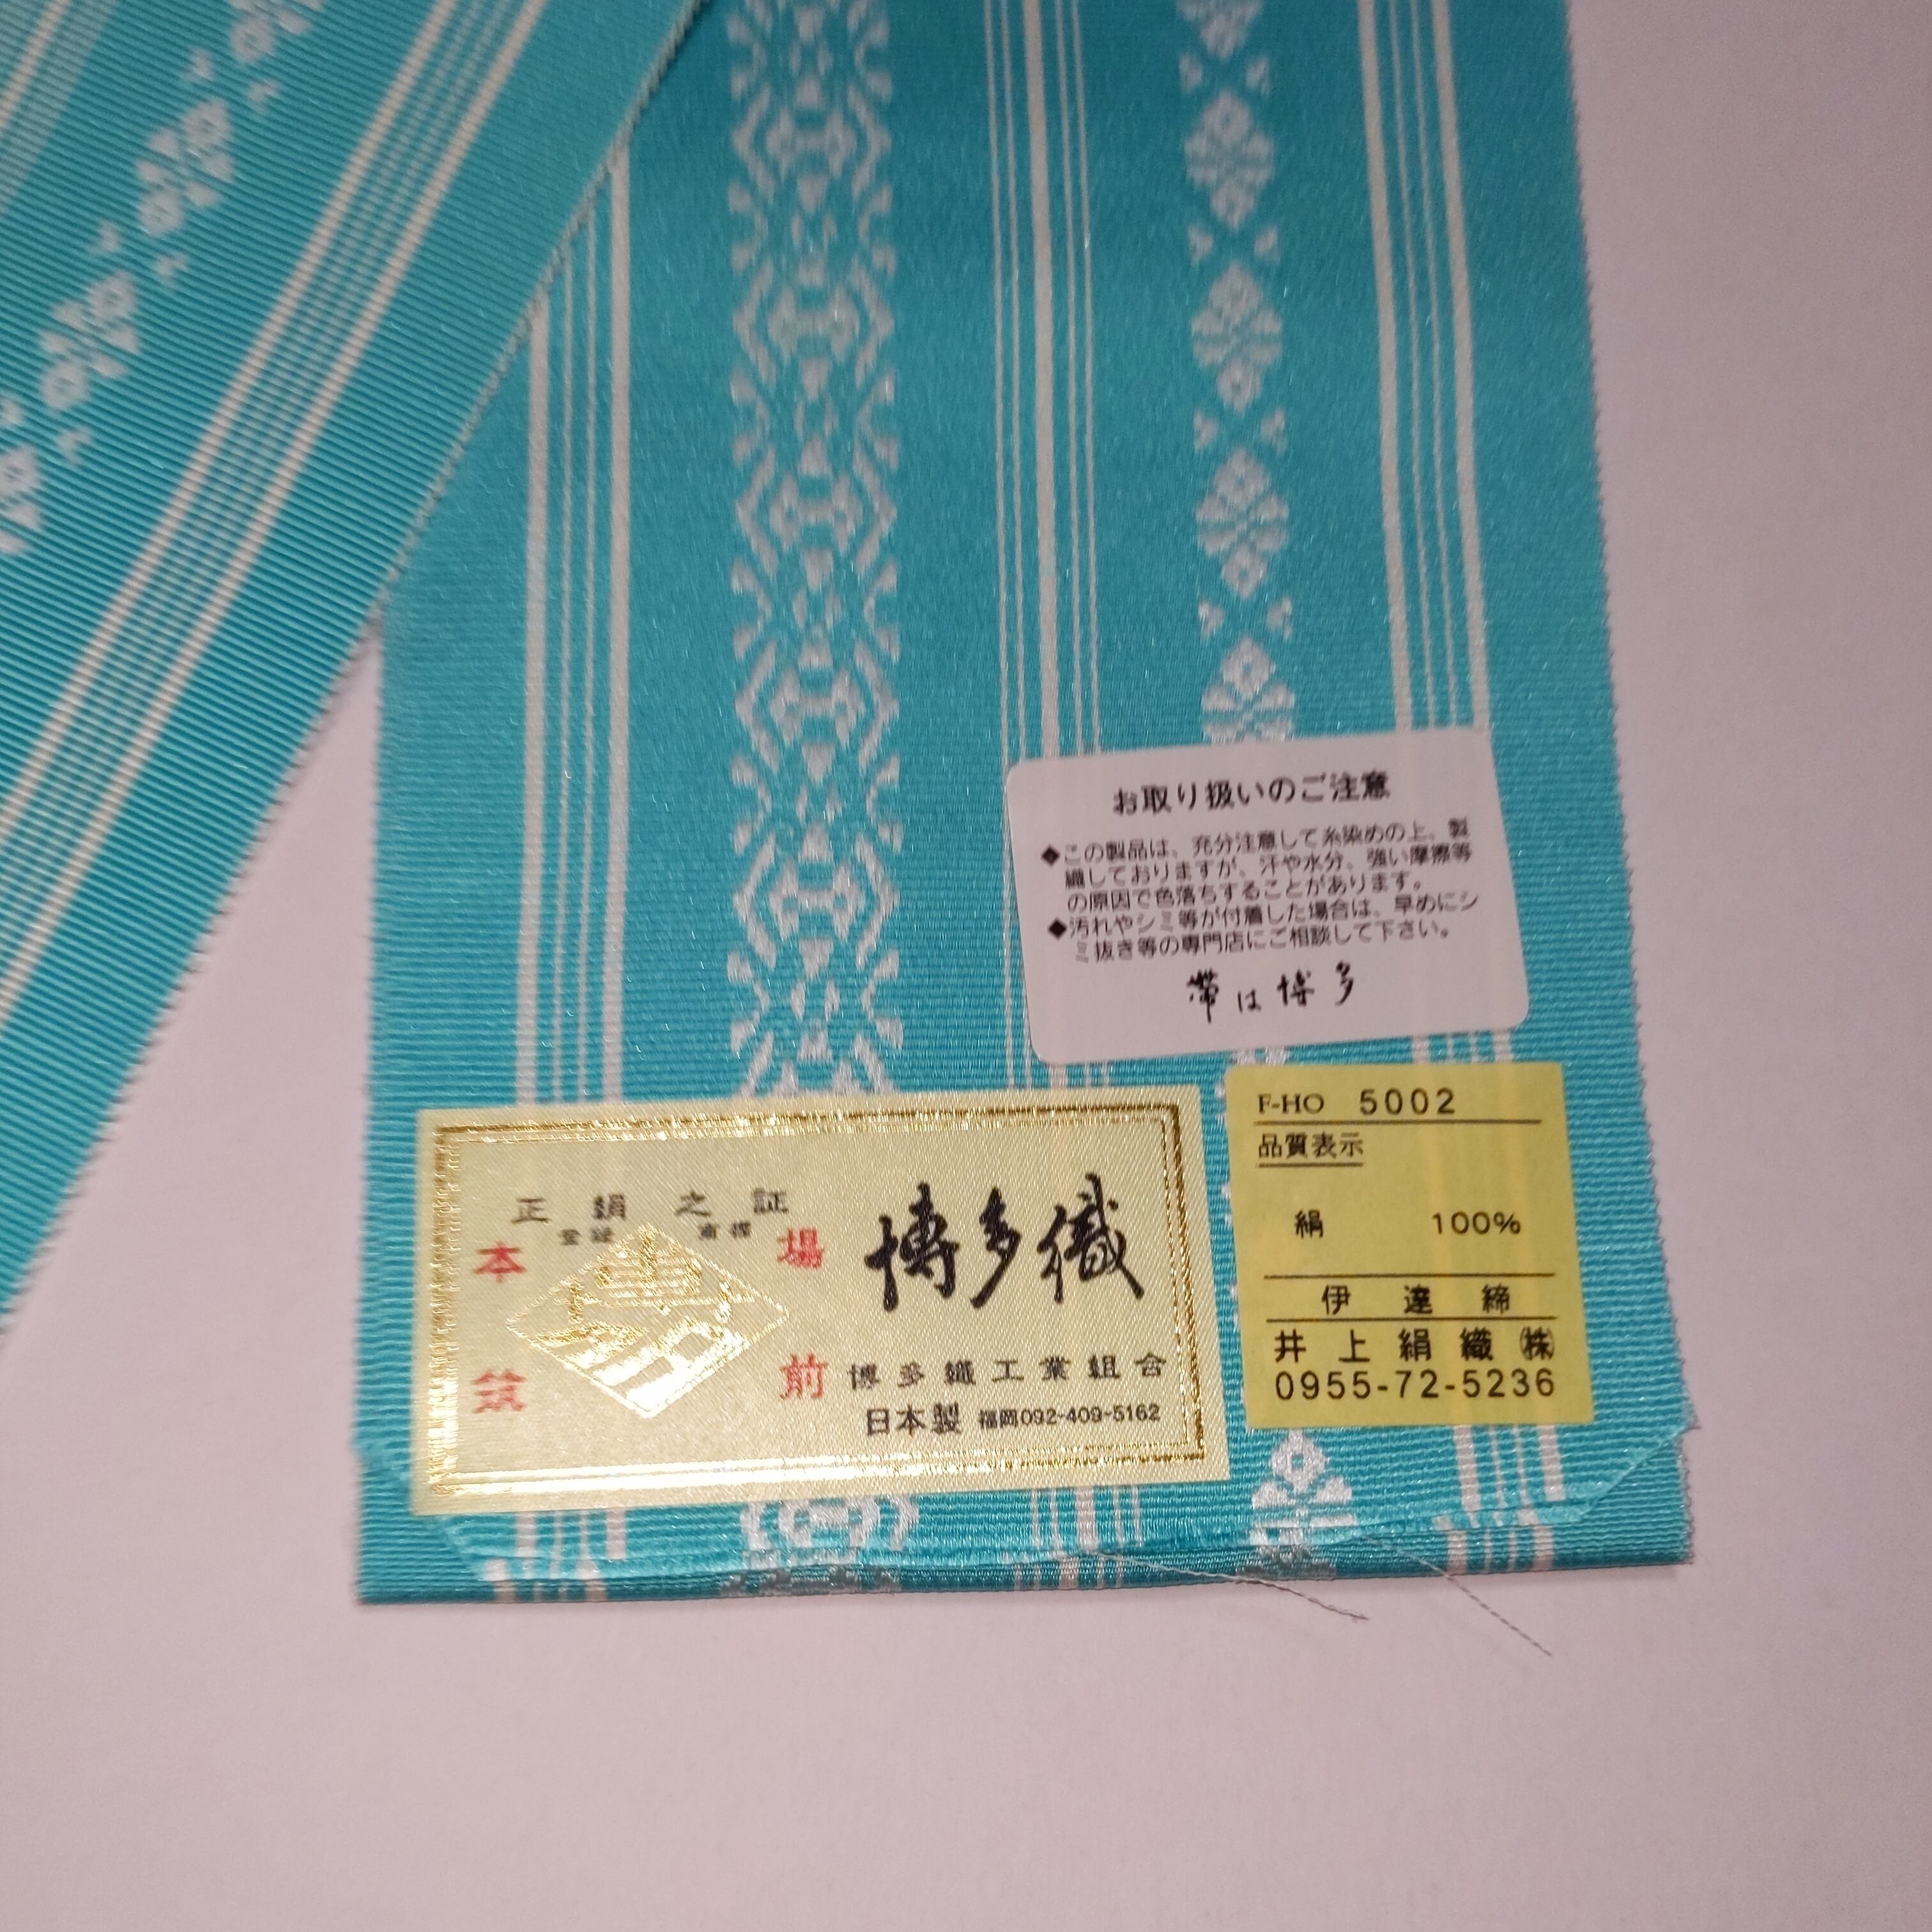 お取り扱いのご注意
◆この製品は、充分注意して糸染めの上、製
織しておりますが、汗や水分、強い摩擦等
の原因で色落ちすることがあります。
◆汚れやシミ等が付着した場合は、早めにシ
ミ抜き等の専門店にご相談して下さい。
帯は博多
正絹之証
登録 商標
本場
筑前
博多織
博多織工業組合
日本製 福岡092-409-5162
F-HO 5002
品質表示
絹 100%
伊達締
井上絹織㈱
0955-72-5236